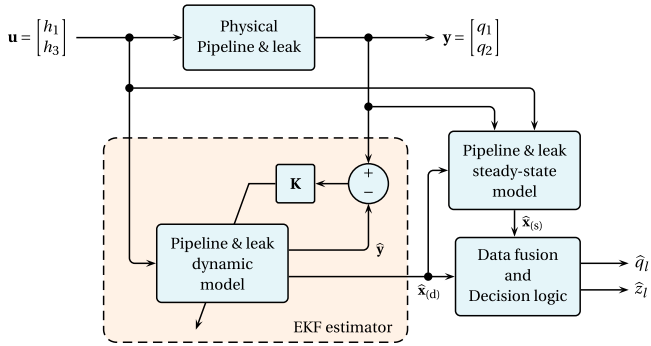 u = [h1 h3]
Physical
Pipeline & leak
y = [q1 q2]
Pipeline & leak
steady-state
model
K
+
−
Pipeline & leak
dynamic
model
ŷ
x̂(s)
x̂(d)
Data fusion
and
Decision logic
q̂l
ẑl
EKF estimator